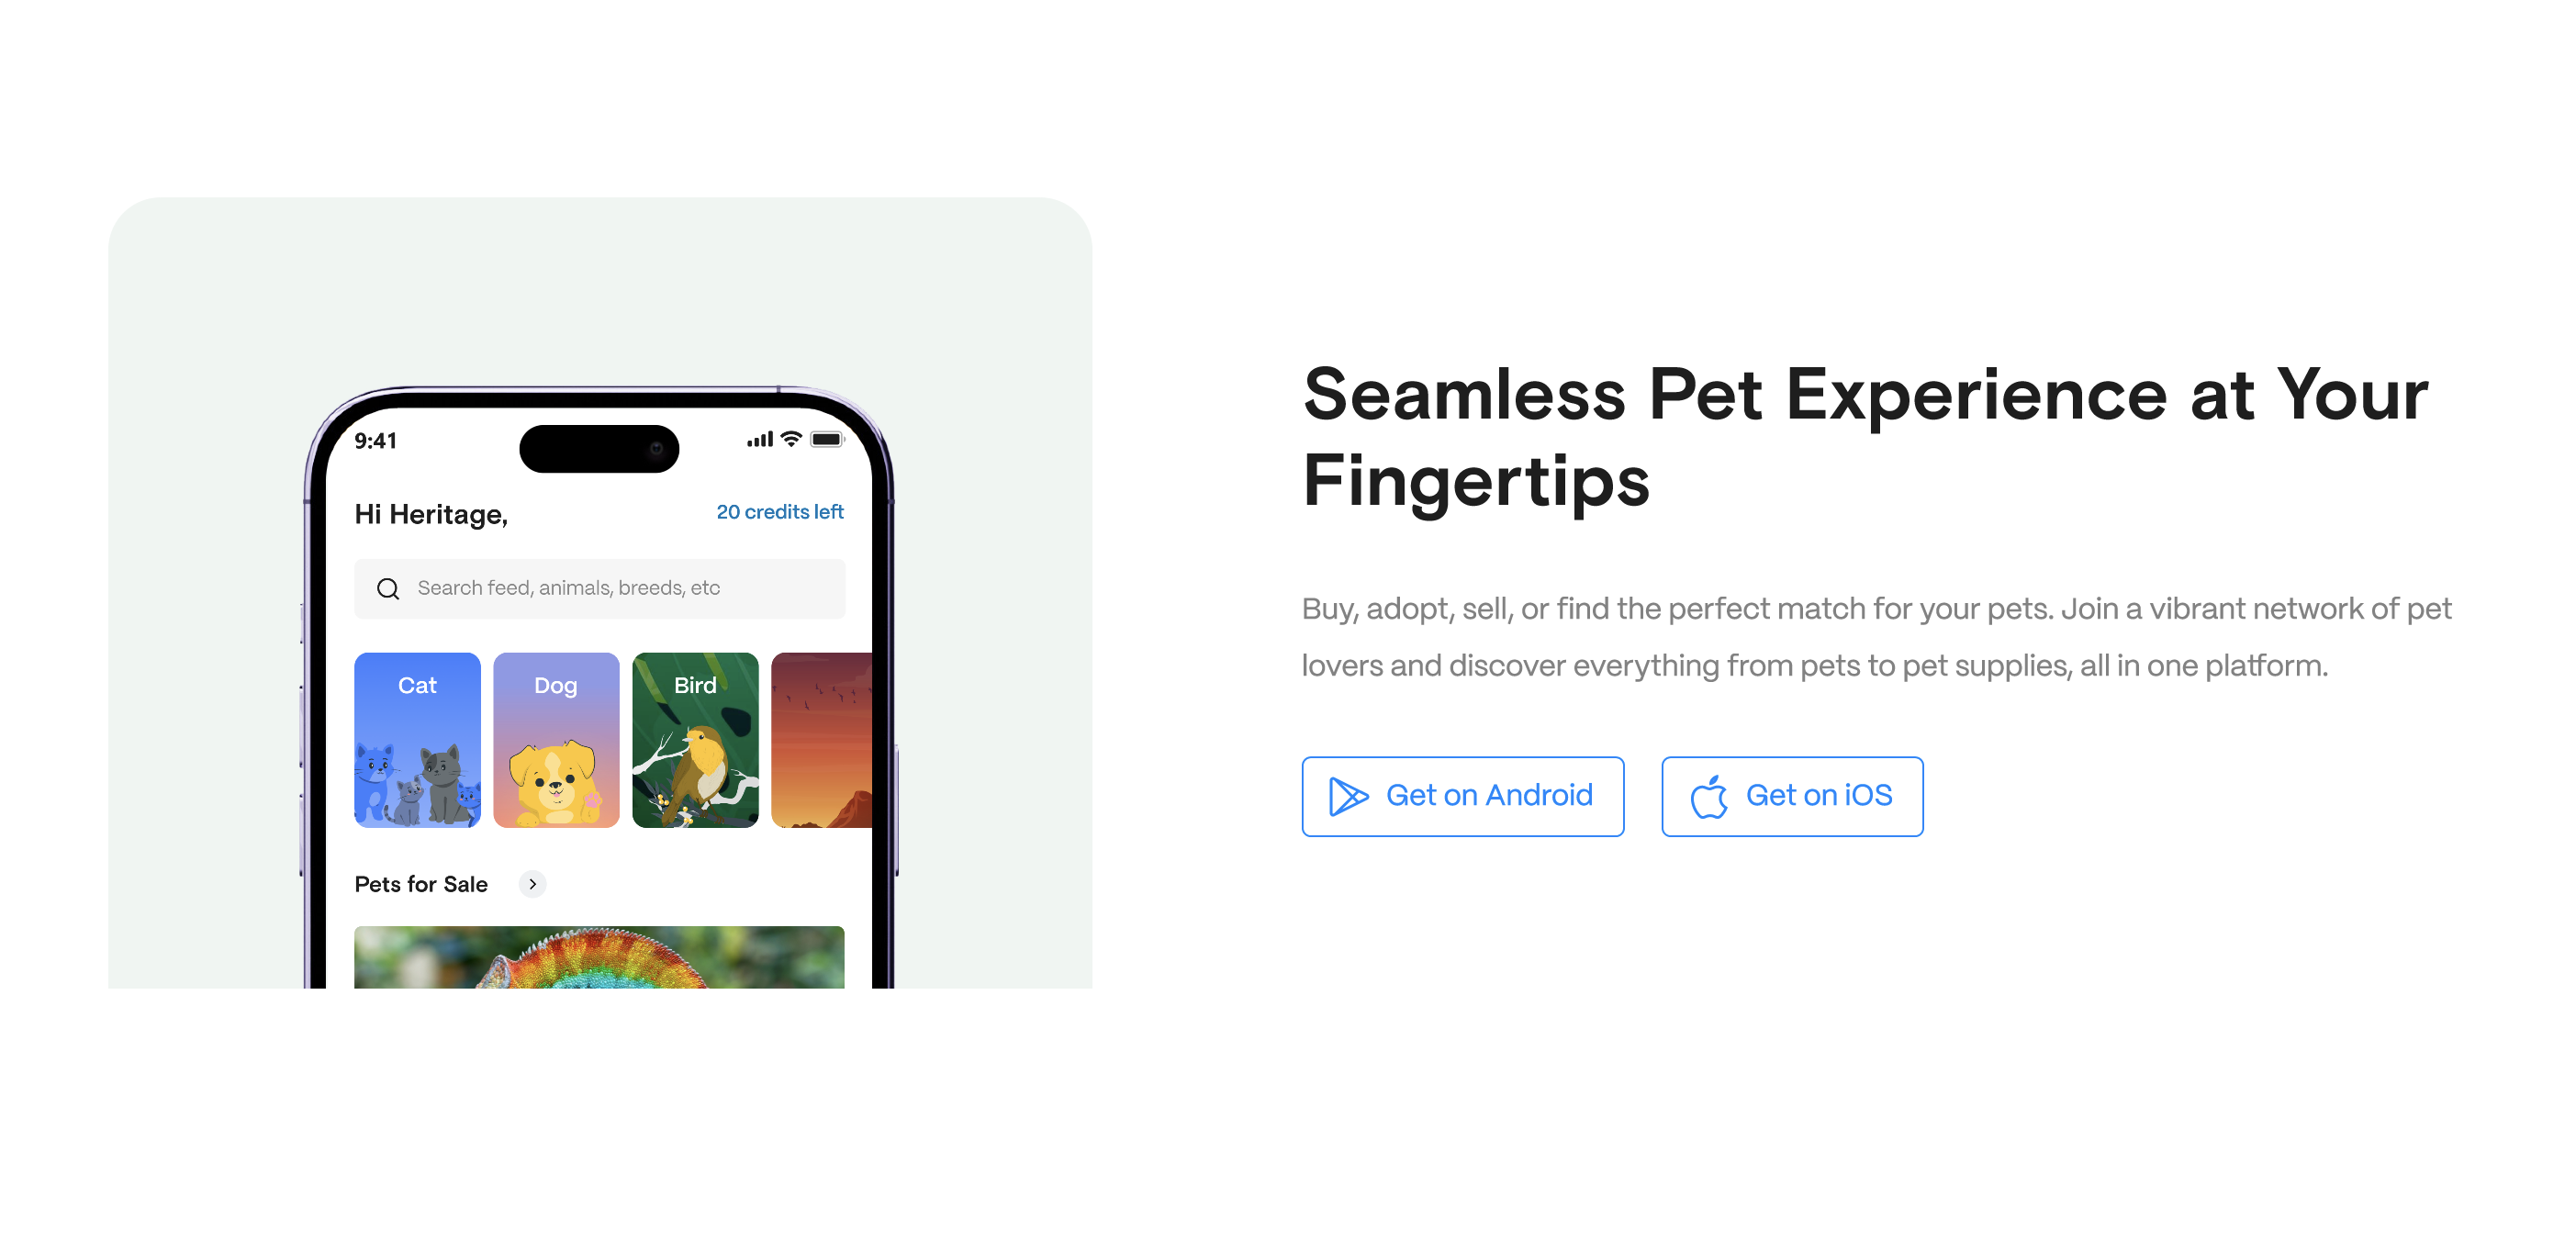 9:41
Hi Heritage,
20 credits left
Search feed, animals, breeds, etc
Cat
Dog
Bird
Pets for Sale
Seamless Pet Experience at Your
Fingertips
Buy, adopt, sell, or find the perfect match for your pets. Join a vibrant network of pet
lovers and discover everything from pets to pet supplies, all in one platform.
Get on Android
Get on iOS